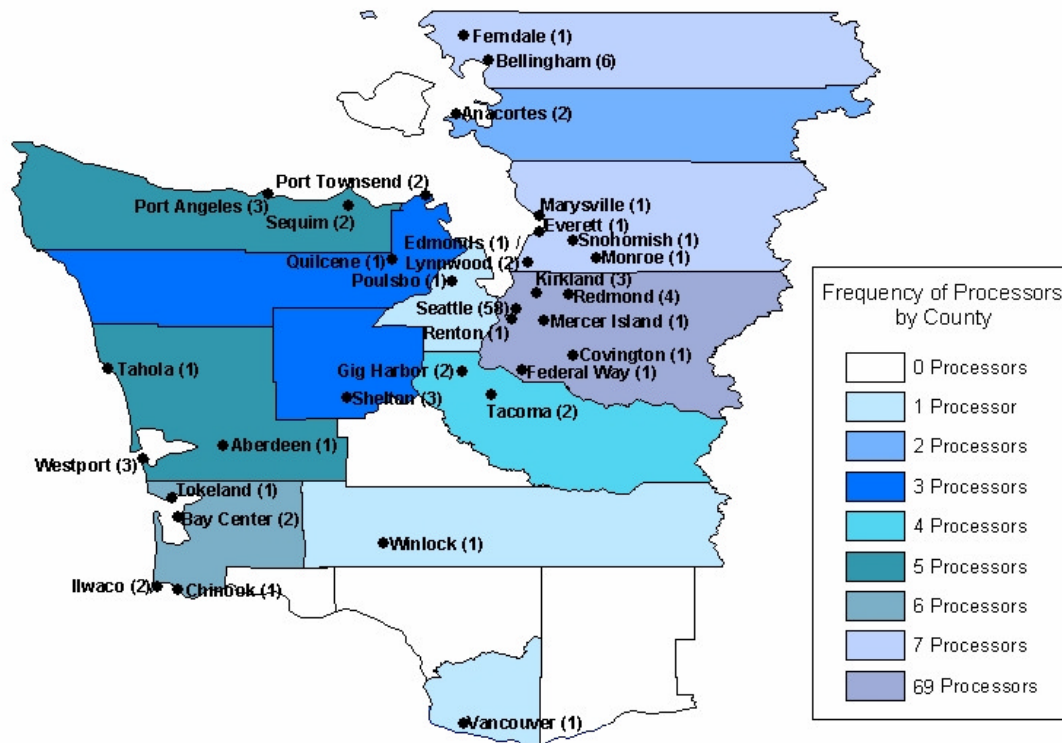 Ferndale (1)
Bellingham (6)
Anacortes (2)
Port Townsend (2)
Port Angeles (3)
Sequim (2)
Marysville (1)
Everett (1)
Edmonds (1) /
Snohomish (1)
Quilcene (1)
Lynnwood (2)
Monroe (1)
Poulsbo (1)
Kirkland (3)
Redmond (4)
Seattle (58)
Mercer Island (1)
Renton (1)
Covington (1)
Tahola (1)
Gig Harbor (2)
Federal Way (1)
Shelton (3)
Tacoma (2)
Aberdeen (1)
Westport (3)
Tokeland (1)
Bay Center (2)
Winlock (1)
Ilwaco (2)
Chinook (1)
Vancouver (1)
Frequency of Processors
by County
0 Processors
1 Processor
2 Processors
3 Processors
4 Processors
5 Processors
6 Processors
7 Processors
69 Processors